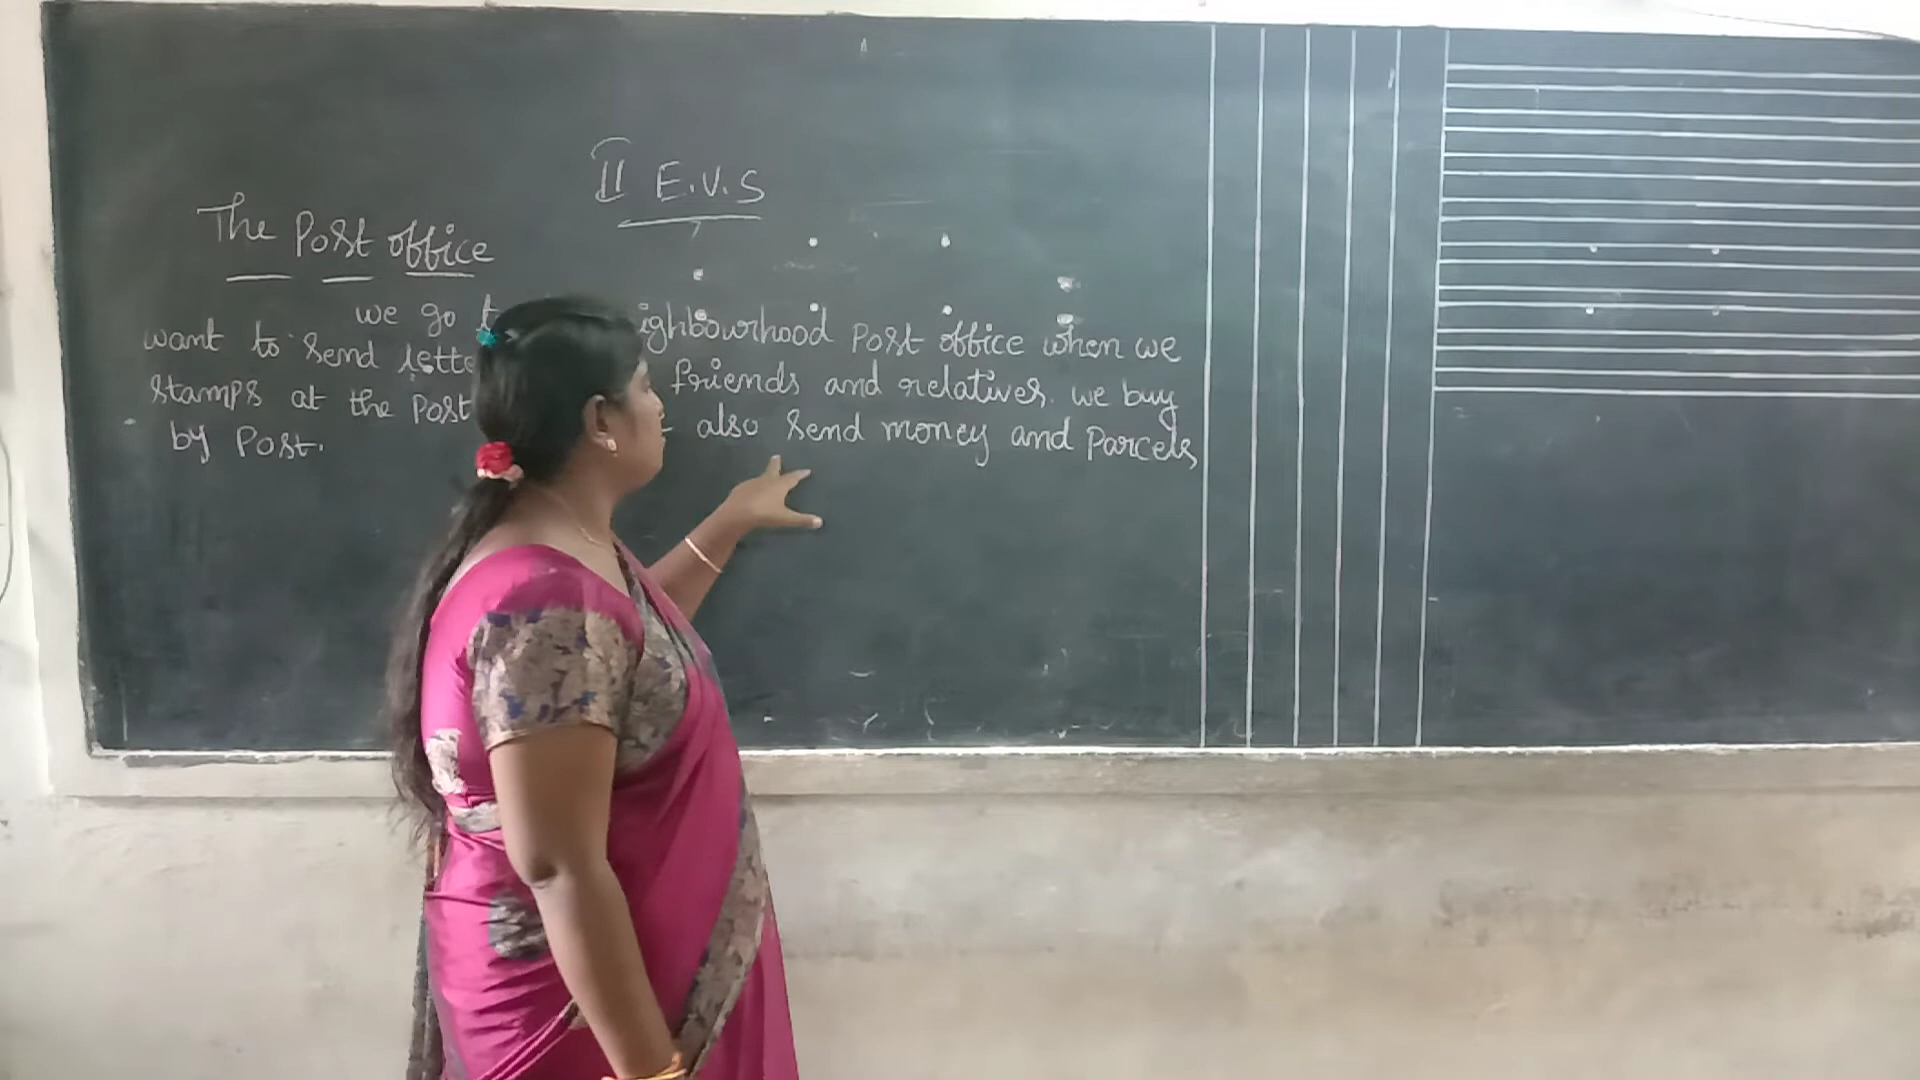 II E.V.S
The Post office
we go t ighbourhood Post office when we
want to send lette friends and relatives. we buy
stamps at the Post also send money and Parcels
by Post.